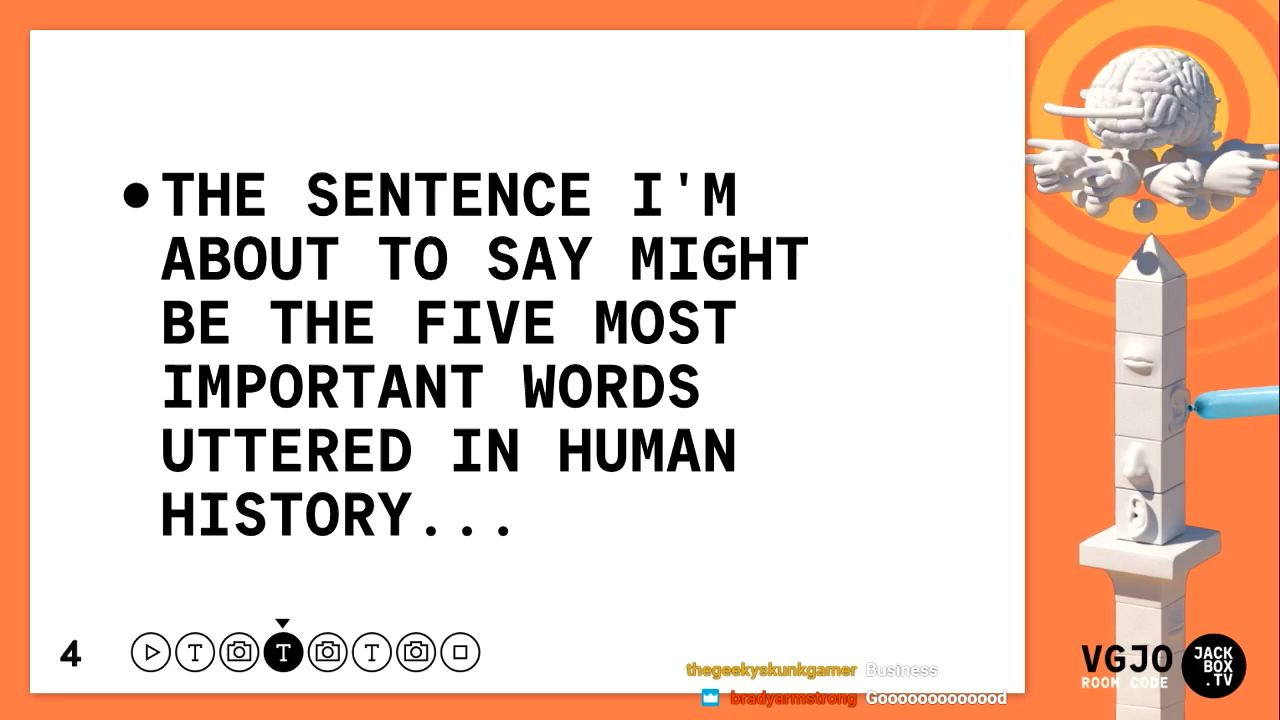 ● THE SENTENCE I'M
ABOUT TO SAY MIGHT
BE THE FIVE MOST
IMPORTANT WORDS
UTTERED IN HUMAN
HISTORY...
4
T
T
T
thegeekyskunkgamer Business
bradyarmstrong Gooooooooooood
VGJO
ROOM CODE
JACK
BOX
.TV